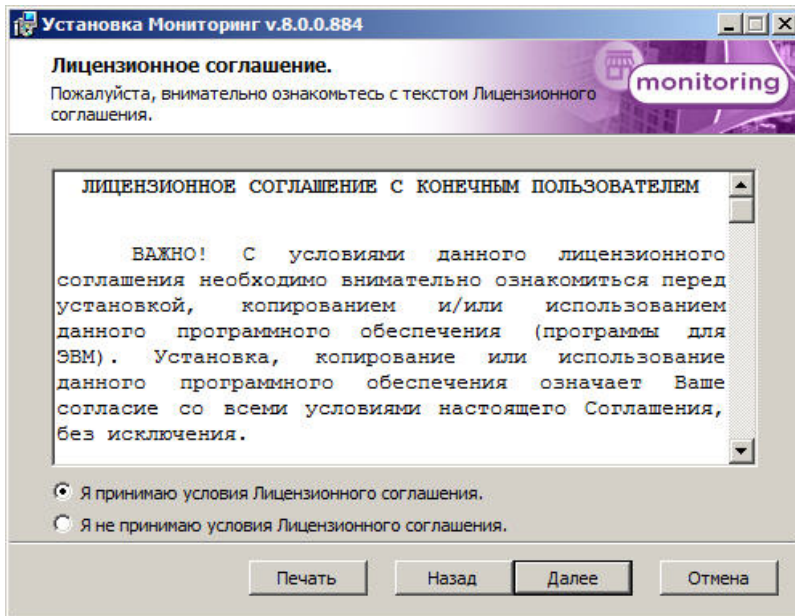 Установка Мониторинг v.8.0.0.884
Лицензионное соглашение.
Пожалуйста, внимательно ознакомьтесь с текстом Лицензионного
соглашения.
monitoring
ЛИЦЕНЗИОННОЕ СОГЛАШЕНИЕ С КОНЕЧНЫМ ПОЛЬЗОВАТЕЛЕМ
ВАЖНО! С условиями данного лицензионного
соглашения необходимо внимательно ознакомиться перед
установкой, копированием и/или использованием
данного программного обеспечения (программы для
ЭВМ). Установка, копирование или использование
данного программного обеспечения означает Ваше
согласие со всеми условиями настоящего Соглашения,
без исключения.
Я принимаю условия Лицензионного соглашения.
Я не принимаю условия Лицензионного соглашения.
Печать Назад Далее Отмена